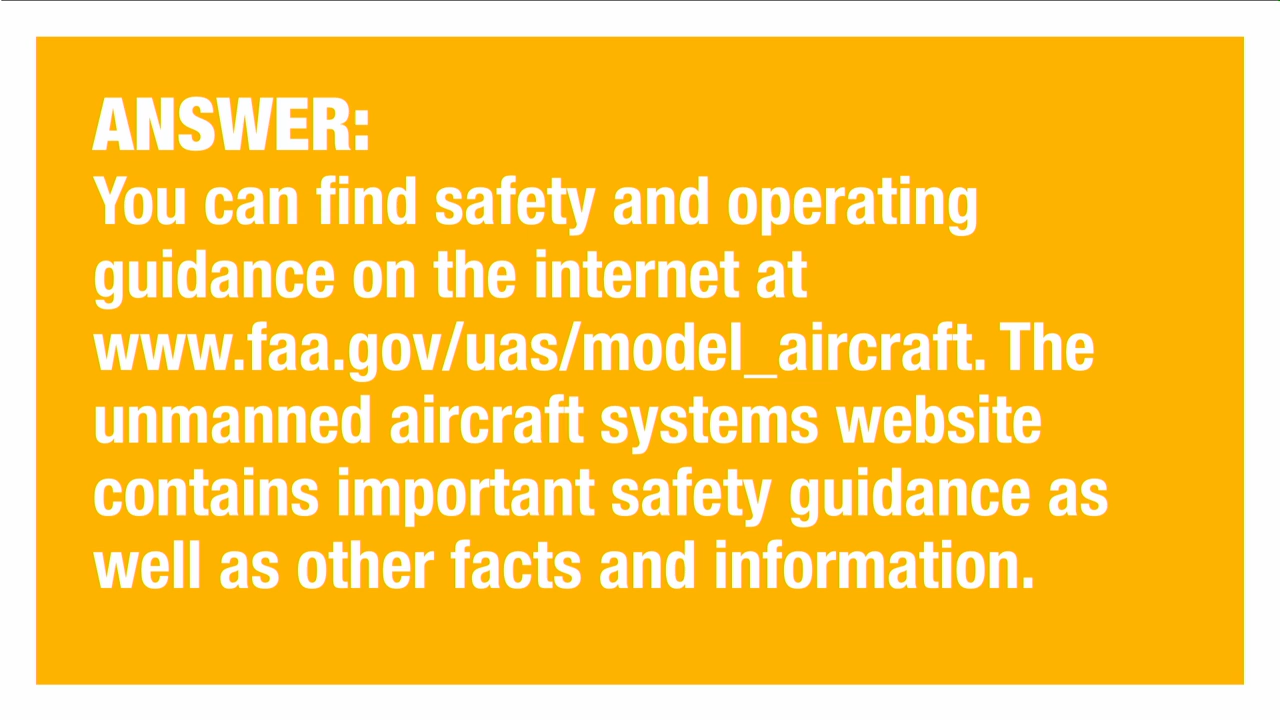 ANSWER:
You can find safety and operating
guidance on the internet at
www.faa.gov/uas/model_aircraft. The
unmanned aircraft systems website
contains important safety guidance as
well as other facts and information.